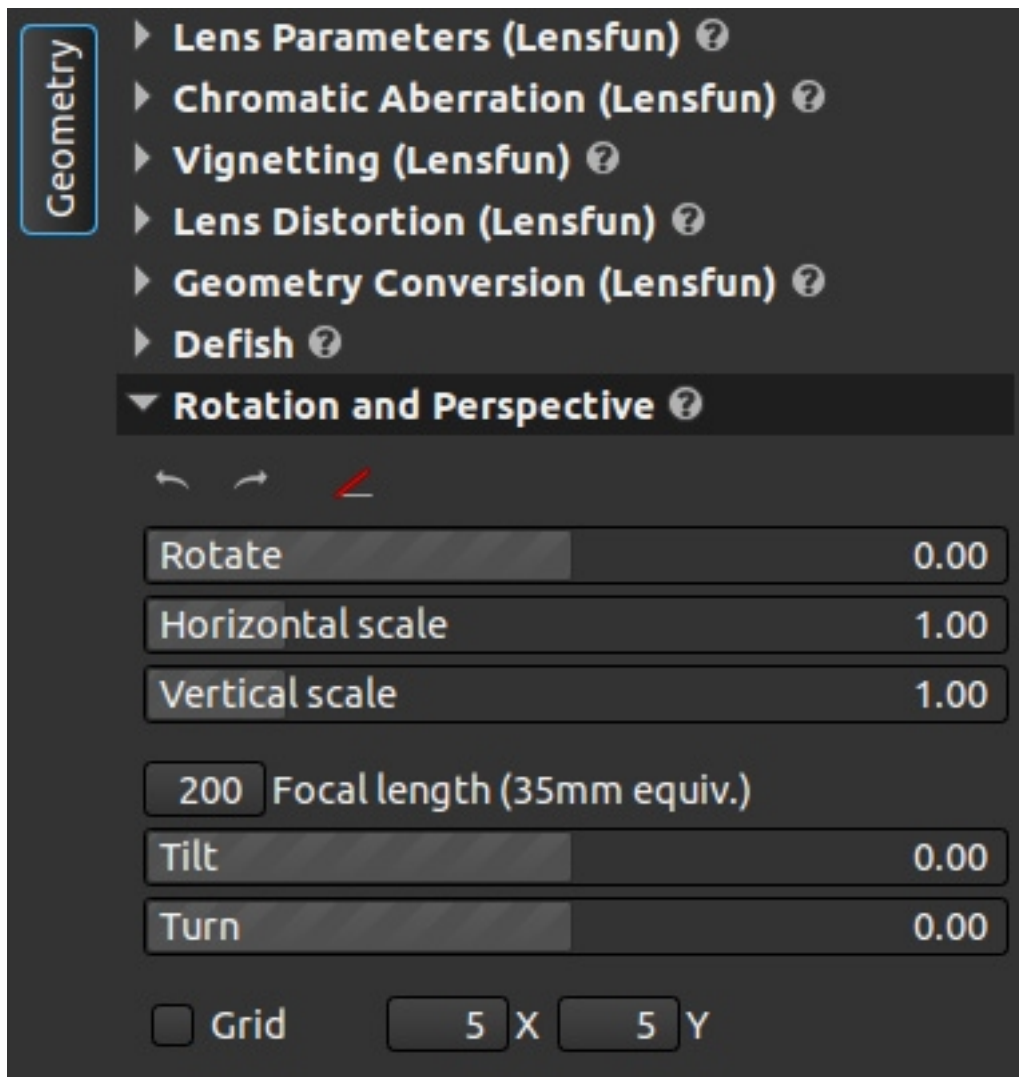 Geometry
Lens Parameters (Lensfun)
Chromatic Aberration (Lensfun)
Vignetting (Lensfun)
Lens Distortion (Lensfun)
Geometry Conversion (Lensfun)
Defish
Rotation and Perspective
Rotate 0.00
Horizontal scale 1.00
Vertical scale 1.00
200 Focal length (35mm equiv.)
Tilt 0.00
Turn 0.00
Grid 5 X 5 Y